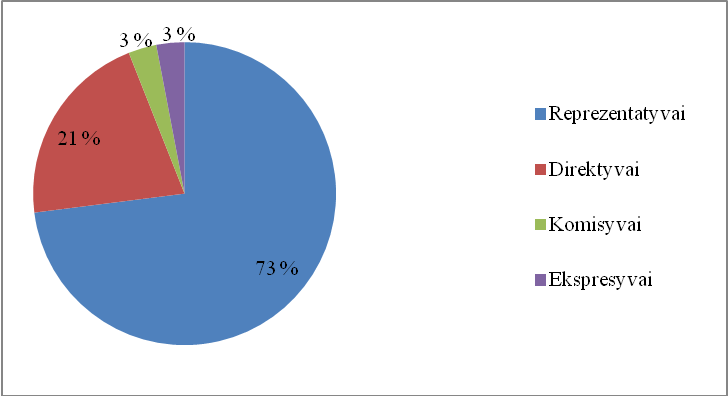 3 %
3 %
21 %
73 %
Reprezentatyvai
Direktyvai
Komisyvai
Ekspresyvai